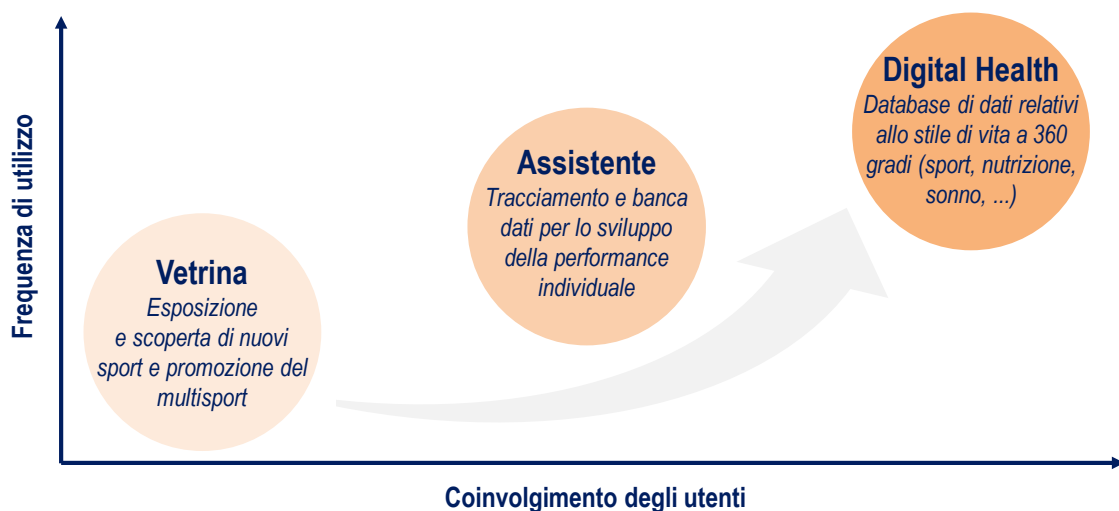 Frequenza di utilizzo
Vetrina
Esposizione
e scoperta di nuovi
sport e promozione del
multisport
Assistente
Tracciamento e banca
dati per lo sviluppo
della performance
individuale
Digital Health
Database di dati relativi
allo stile di vita a 360
gradi (sport, nutrizione,
sonno, ...)
Coinvolgimento degli utenti